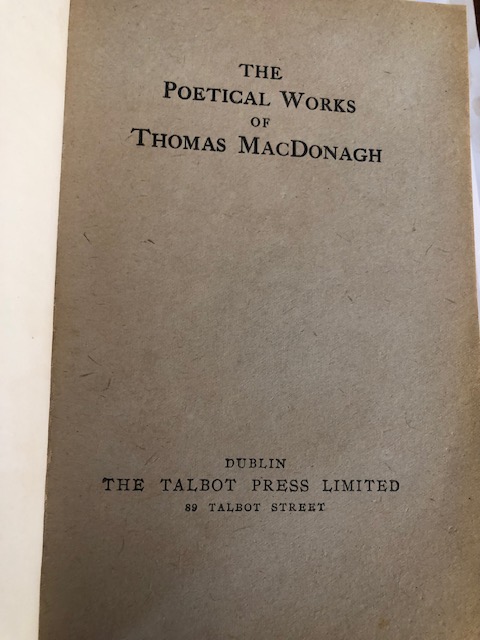 THE
POETICAL WORKS
OF
THOMAS MACDONAGH
DUBLIN
THE TALBOT PRESS LIMITED
89 TALBOT STREET